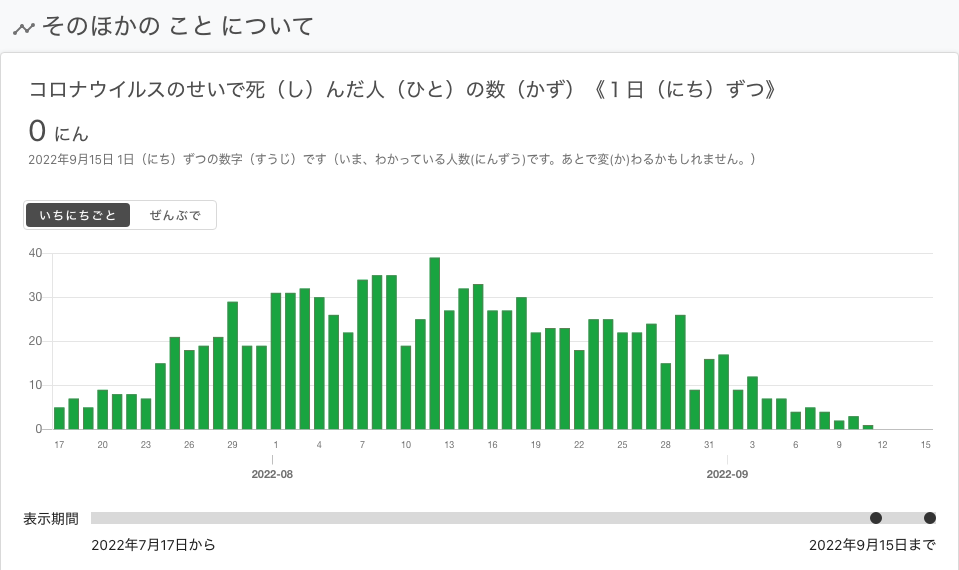 そのほかの こと について
コロナウイルスのせいで死（し）んだ人（ひと）の数（かず）《１日（にち）ずつ》
0 にん
2022年9月15日 1日（にち）ずつの数字（すうじ）です（いま、わかっている人数(にんずう)です。あとで変(か)わるかもしれません。）
いちにちごと ぜんぶで
40
30
20
10
0
17 20 23 26 29 1 4 7 10 13 16 19 22 25 28 31 3 6 9 12 15
2022-08 2022-09
表示期間
2022年7月17日から 2022年9月15日まで